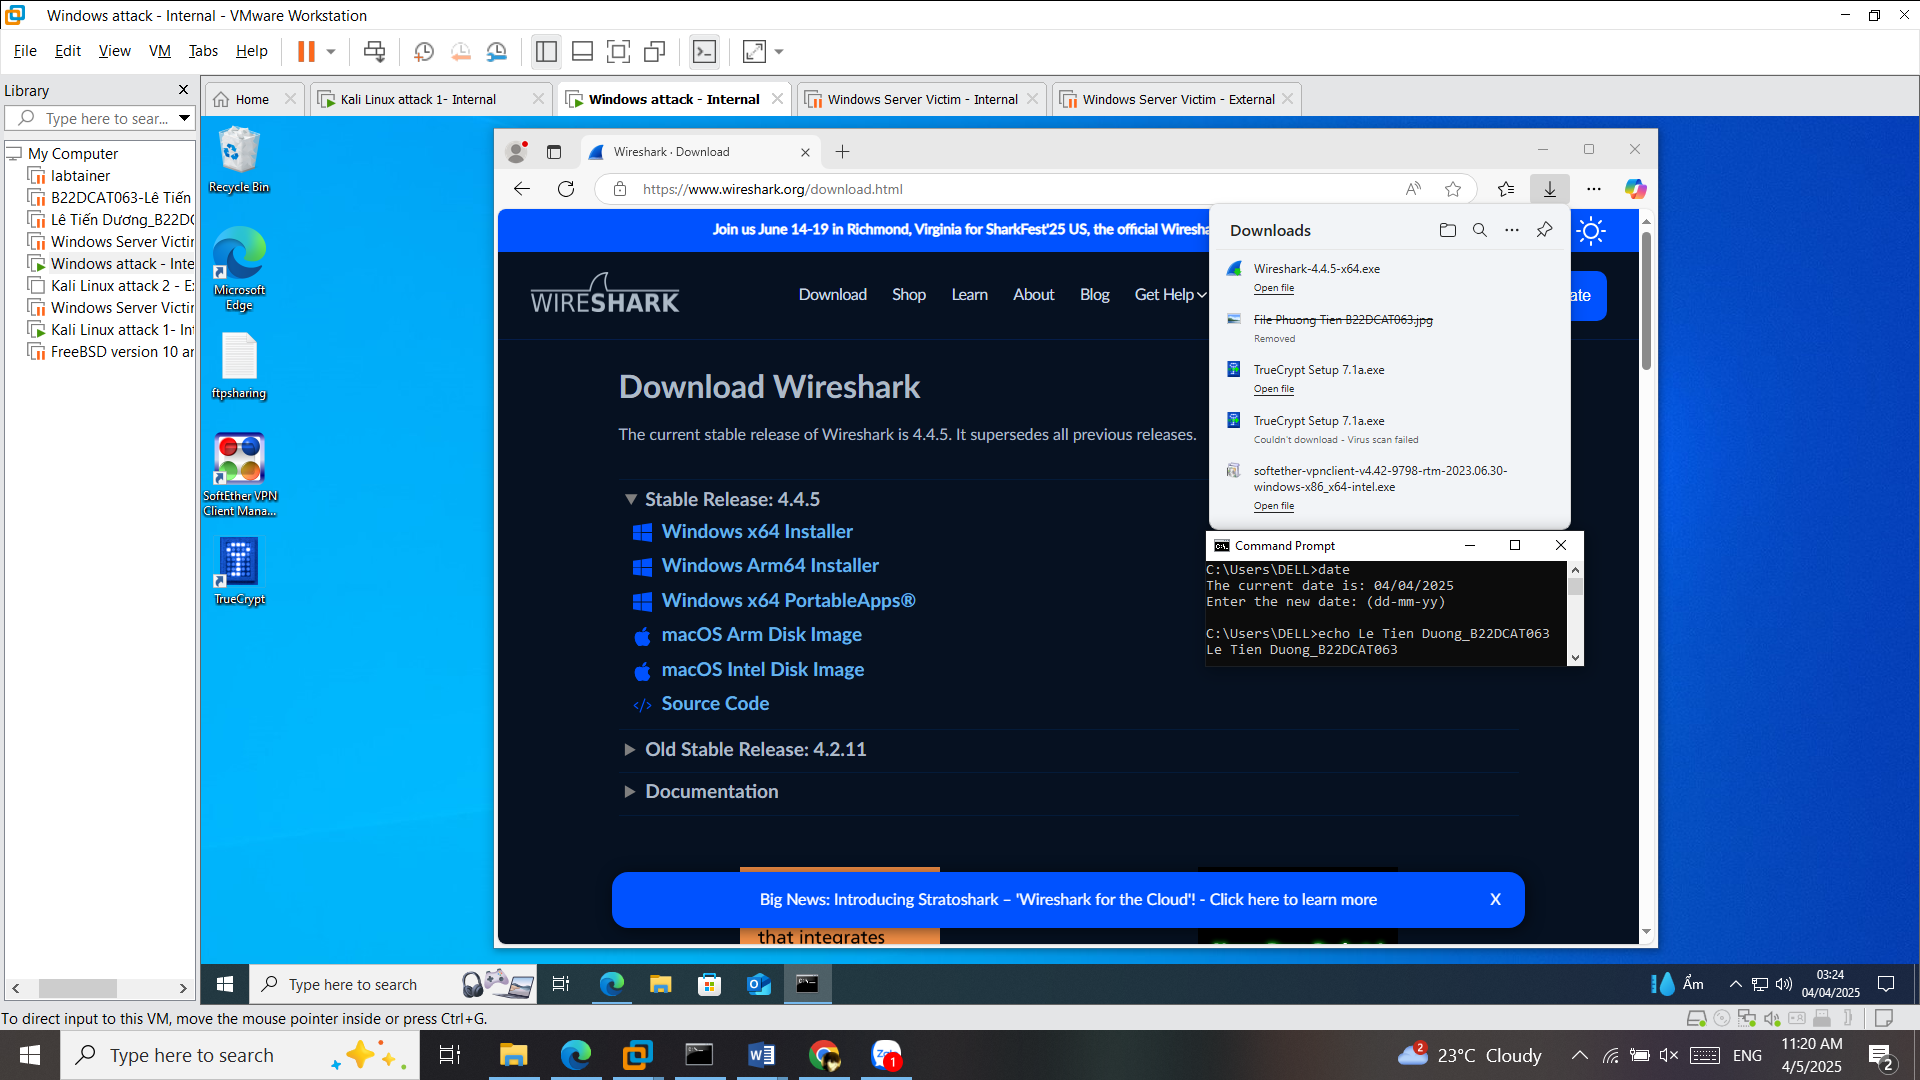 Windows attack - Internal - VMware Workstation
File Edit View VM Tabs Help
Library
Type here to sear...
My Computer
labtainer
B22DCAT063-Lê Tiến
Lê Tiến Dương_B22DC
Windows Server Victir
Windows attack - Inte
Kali Linux attack 2 - E
Windows Server Victir
Kali Linux attack 1- Int
FreeBSD version 10 ar
Home
Kali Linux attack 1- Internal
Windows attack - Internal
Windows Server Victim - Internal
Windows Server Victim - External
Recycle Bin
Microsoft
Edge
ftpsharing
SoftEther VPN
Client Mana...
TrueCrypt
Wireshark · Download
https://www.wireshark.org/download.html
Join us June 14-19 in Richmond, Virginia for SharkFest'25 US, the official Wiresha
WIRESHARK
Download Shop Learn About Blog Get Help
ate
Download Wireshark
The current stable release of Wireshark is 4.4.5. It supersedes all previous releases.
Stable Release: 4.4.5
Windows x64 Installer
Windows Arm64 Installer
Windows x64 PortableApps®
macOS Arm Disk Image
macOS Intel Disk Image
Source Code
Old Stable Release: 4.2.11
Documentation
Big News: Introducing Stratoshark – 'Wireshark for the Cloud'! - Click here to learn more X
that integrates
Downloads
Wireshark-4.4.5-x64.exe
Open file
File Phuong Tien B22DCAT063.jpg
Removed
TrueCrypt Setup 7.1a.exe
Open file
TrueCrypt Setup 7.1a.exe
Couldn't download - Virus scan failed
softether-vpnclient-v4.42-9798-rtm-2023.06.30-
windows-x86_x64-intel.exe
Open file
Command Prompt
C:\Users\DELL>date
The current date is: 04/04/2025
Enter the new date: (dd-mm-yy)
C:\Users\DELL>echo Le Tien Duong_B22DCAT063
Le Tien Duong_B22DCAT063
Type here to search
Ẩm
03:24
04/04/2025
To direct input to this VM, move the mouse pointer inside or press Ctrl+G.
Type here to search
Zalo
1
2
23°C Cloudy
ENG
11:20 AM
4/5/2025
2